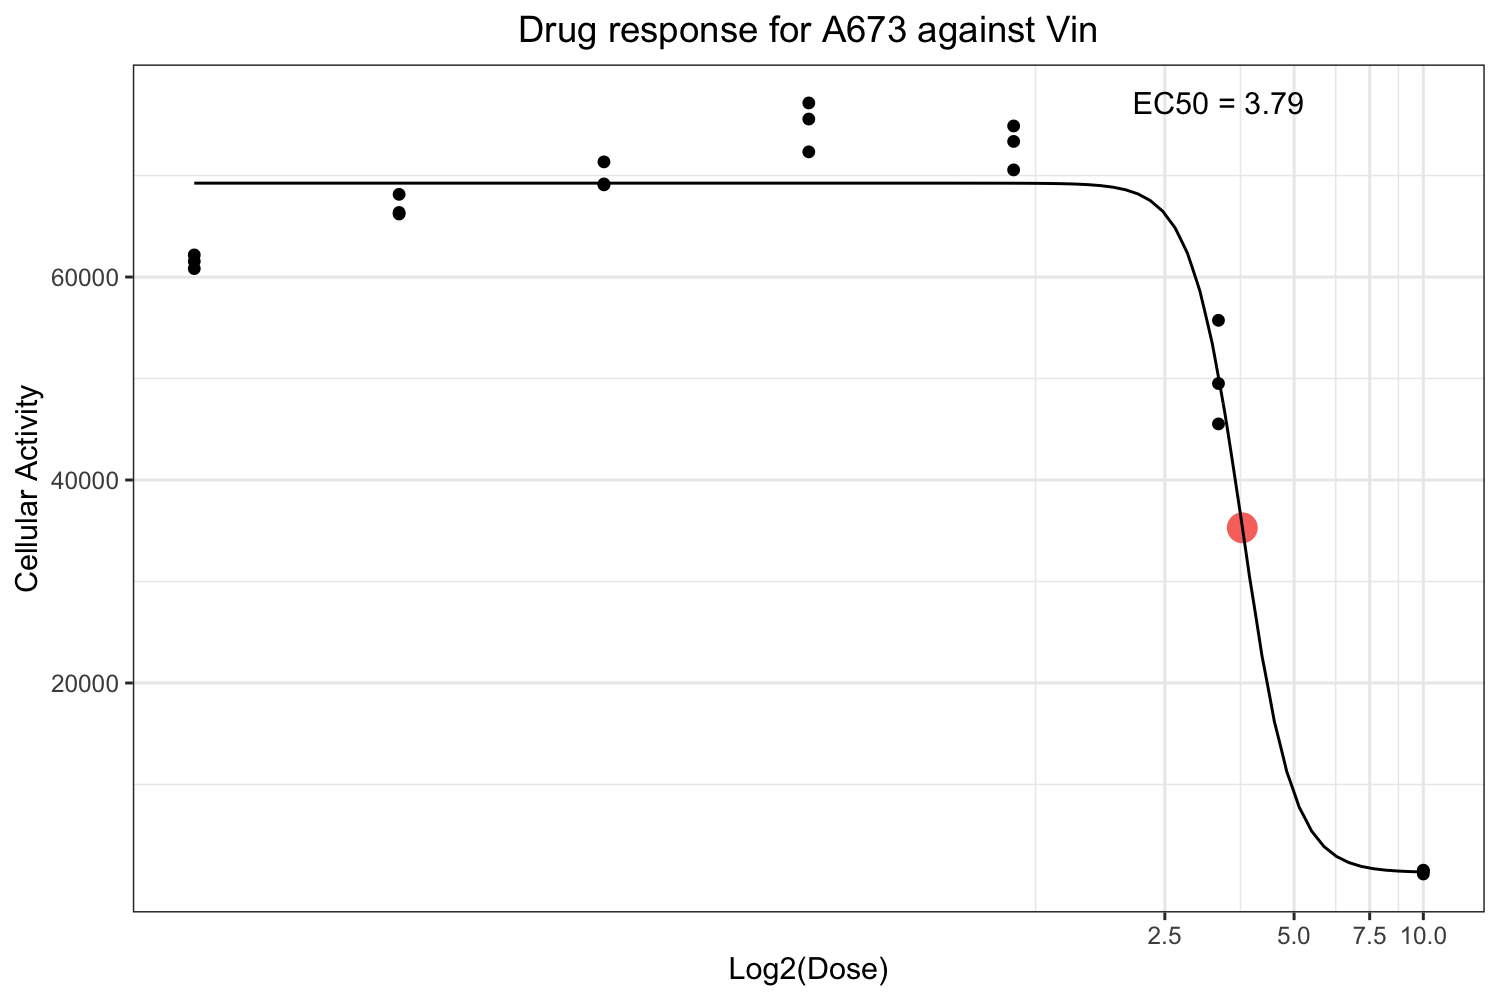 Drug response for A673 against Vin
EC50 = 3.79
60000
40000
20000
Cellular Activity
2.5 5.0 7.5 10.0
Log2(Dose)